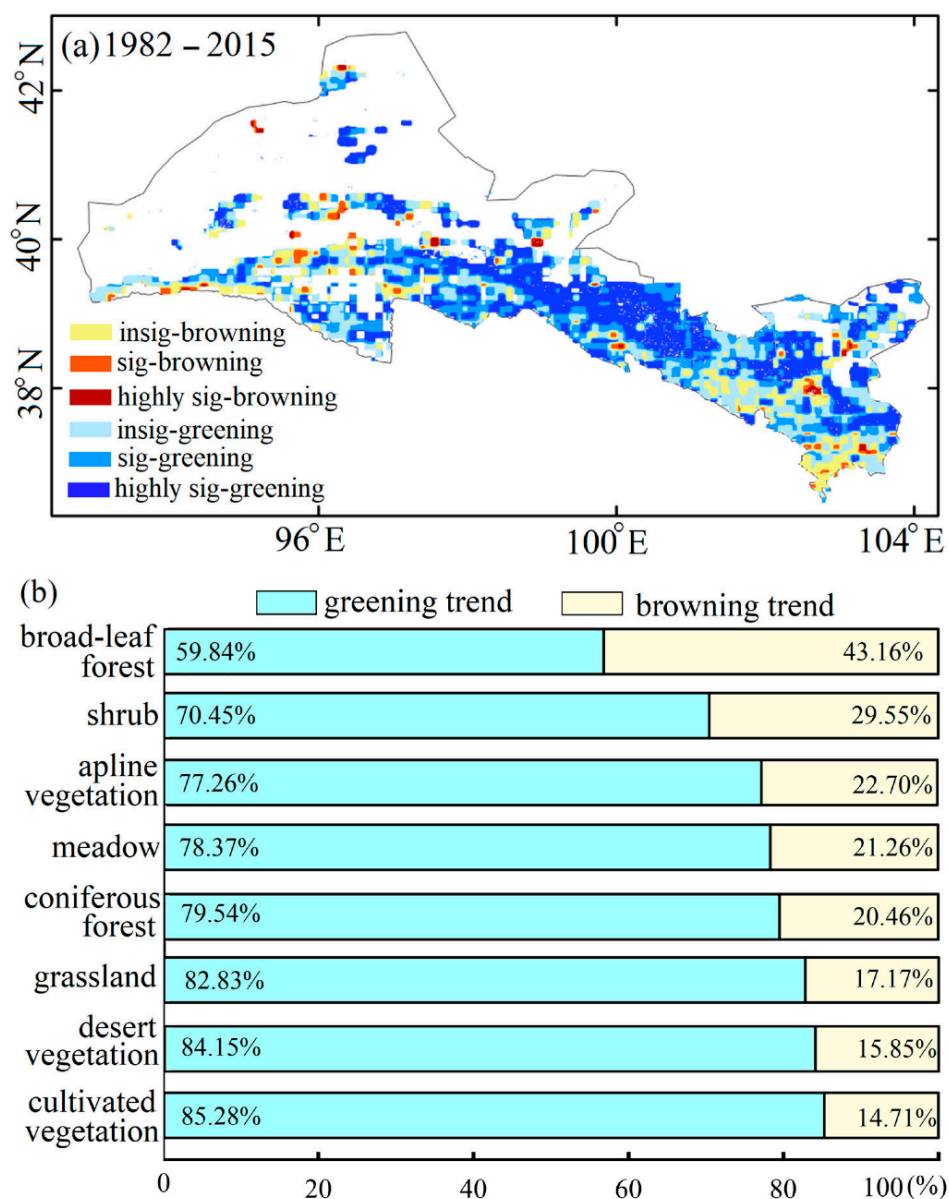 (a) 1982 – 2015
42°N
40°N
38°N
insig-browning
sig-browning
highly sig-browning
insig-greening
sig-greening
highly sig-greening
96°E 100°E 104°E
(b)
greening trend browning trend
broad-leaf
forest
59.84% 43.16%
shrub
70.45% 29.55%
apline
vegetation
77.26% 22.70%
meadow
78.37% 21.26%
coniferous
forest
79.54% 20.46%
grassland
82.83% 17.17%
desert
vegetation
84.15% 15.85%
cultivated
vegetation
85.28% 14.71%
0 20 40 60 80 100 (%)